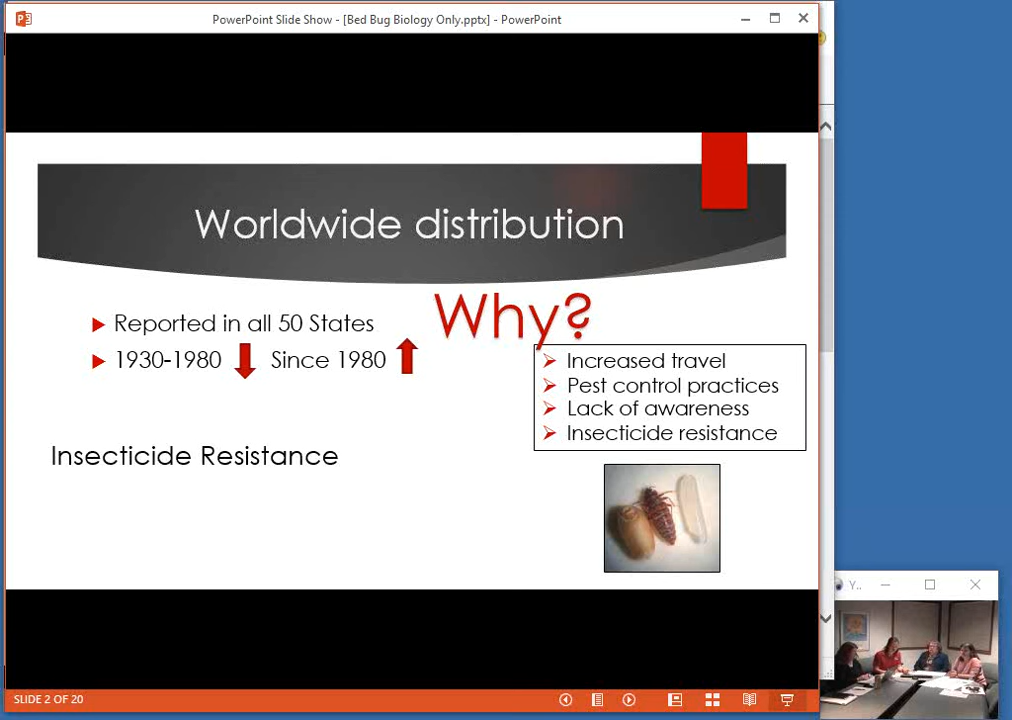 PowerPoint Slide Show - [Bed Bug Biology Only.pptx] - PowerPoint
Worldwide distribution
Why?
Reported in all 50 States
1930-1980 Since 1980
Increased travel
Pest control practices
Lack of awareness
Insecticide resistance
Insecticide Resistance
Y..
SLIDE 2 OF 20